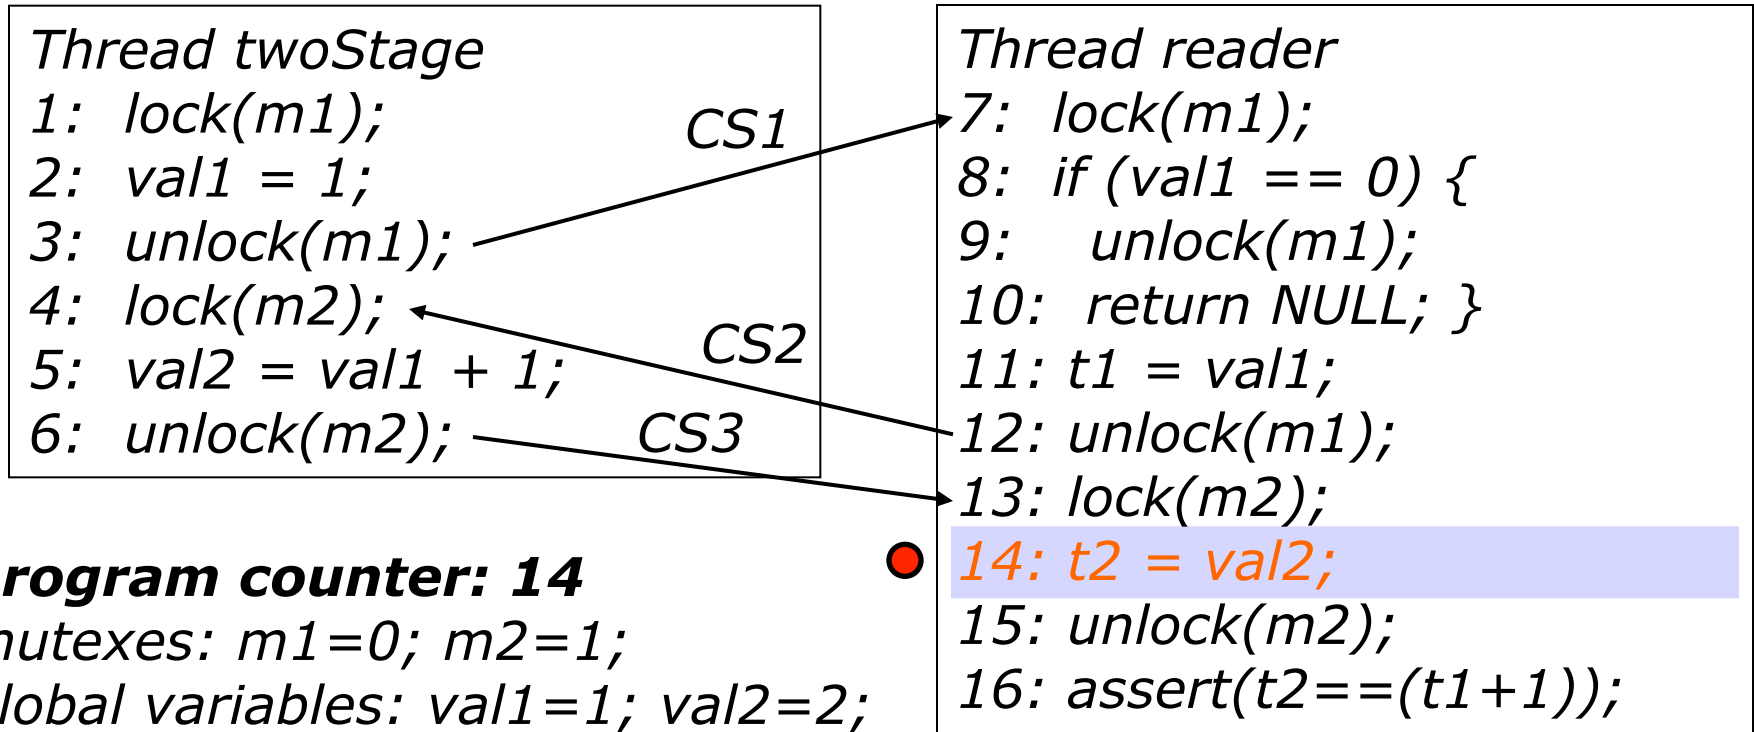 Thread twoStage
1: lock(m1);
2: val1 = 1;
3: unlock(m1);
4: lock(m2);
5: val2 = val1 + 1;
6: unlock(m2);
CS1
CS2
CS3
Thread reader
7: lock(m1);
8: if (val1 == 0) {
9: unlock(m1);
10: return NULL; }
11: t1 = val1;
12: unlock(m1);
13: lock(m2);
14: t2 = val2;
15: unlock(m2);
16: assert(t2==(t1+1));
rogram counter: 14
mutexes: m1=0; m2=1;
lobal variables: val1=1; val2=2;